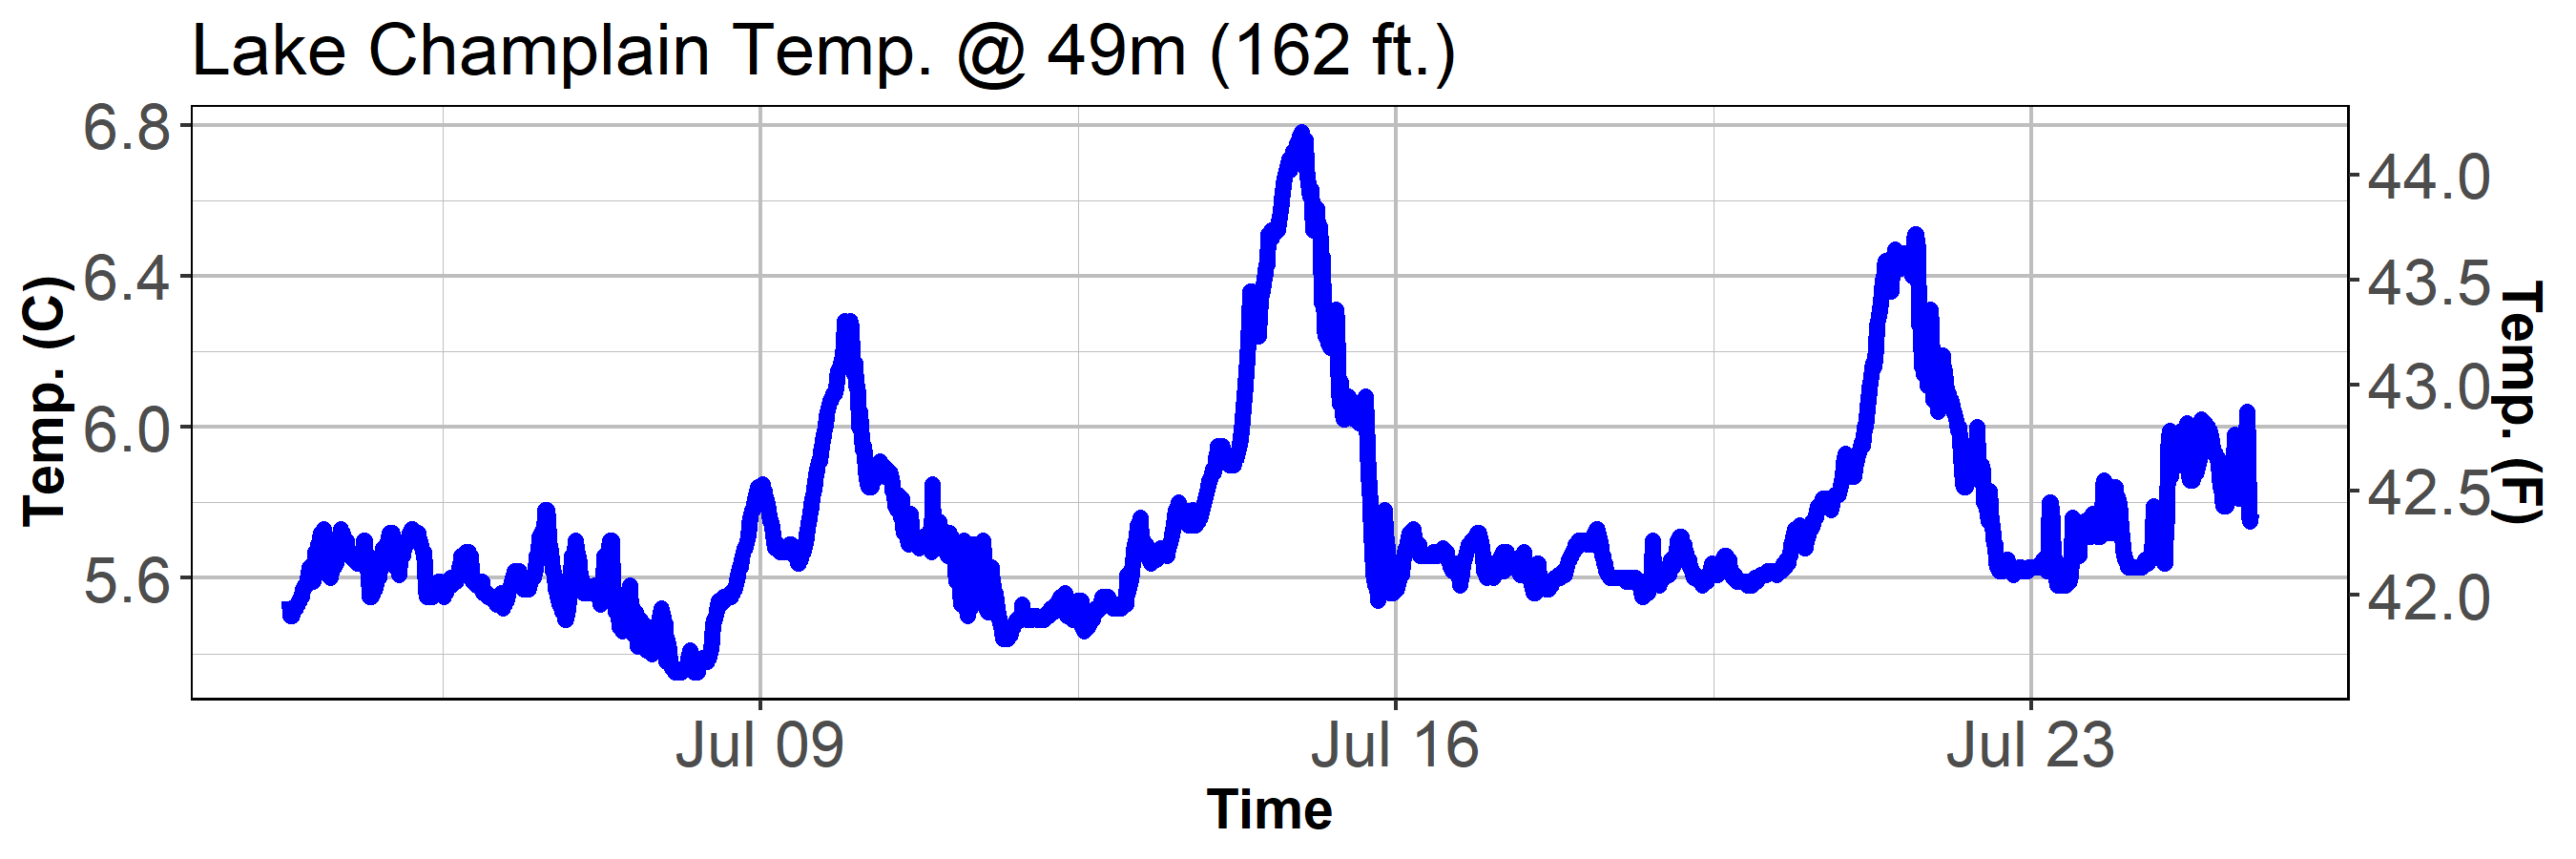 Lake Champlain Temp. @ 49m (162 ft.)
6.8
6.4
6.0
5.6
Temp. (C)
44.0
43.5
43.0
42.5
42.0
Temp. (F)
Jul 09 Jul 16 Jul 23
Time